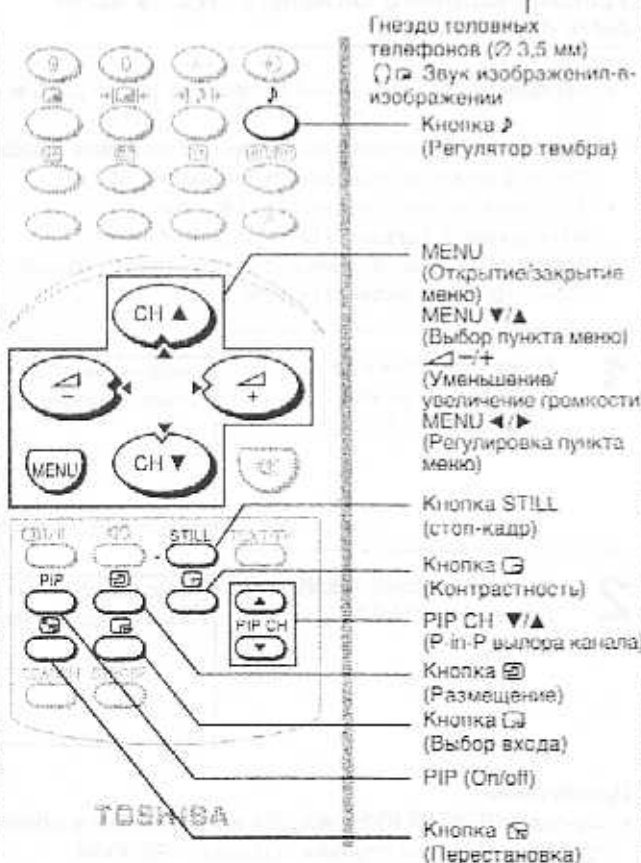 Гнездо головных
телефонов (∅ 3,5 мм)
Звук изображения-в-
изображении
Кнопка ♪
(Регулятор тембра)
9
0
MENU
(Открытие/закрытие
меню)
MENU ▼/▲
(Выбор пункта меню)
⊿ −/+
(Уменьшение/
увеличение громкости
MENU ◄/►
(Регулировка пункта
меню)
CH ▲
−
+
MENU
CH ▼
Кнопка STILL
(стоп-кадр)
STILL
Кнопка
(Контрастность)
PIP
PIP CH
PIP CH ▼/▲
(P-in-P вылора канала
Кнопка
(Размещение)
Кнопка
(Выбор входа)
PIP (On/off)
TOSHIBA
Кнопка
(Перестановка)